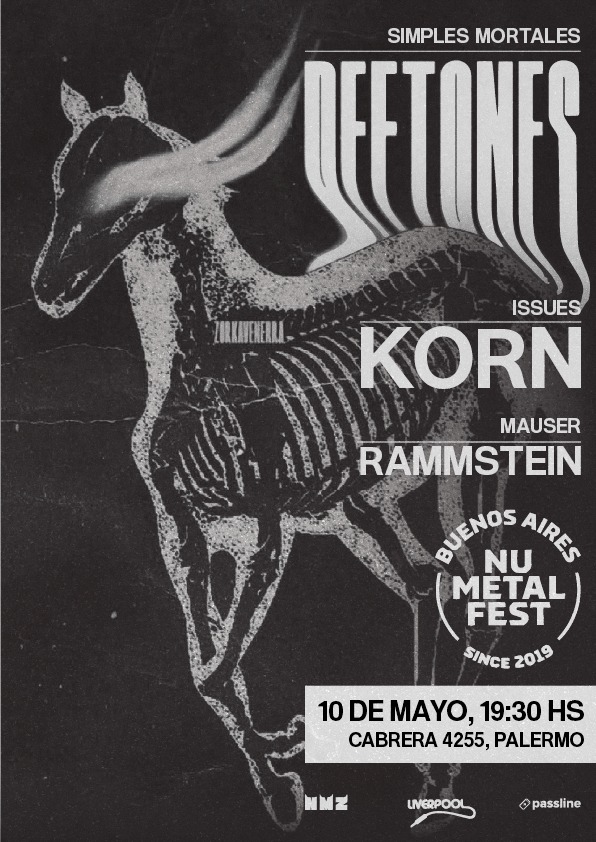 SIMPLES MORTALES
DEFTONES
ISSUES
ZORKAVENERRA
KORN
MAUSER
RAMMSTEIN
BUENOS AIRES
NU
METAL
FEST
SINCE 2019
10 DE MAYO, 19:30 HS
CABRERA 4255, PALERMO
NMZ
LIVERPOOL
passline